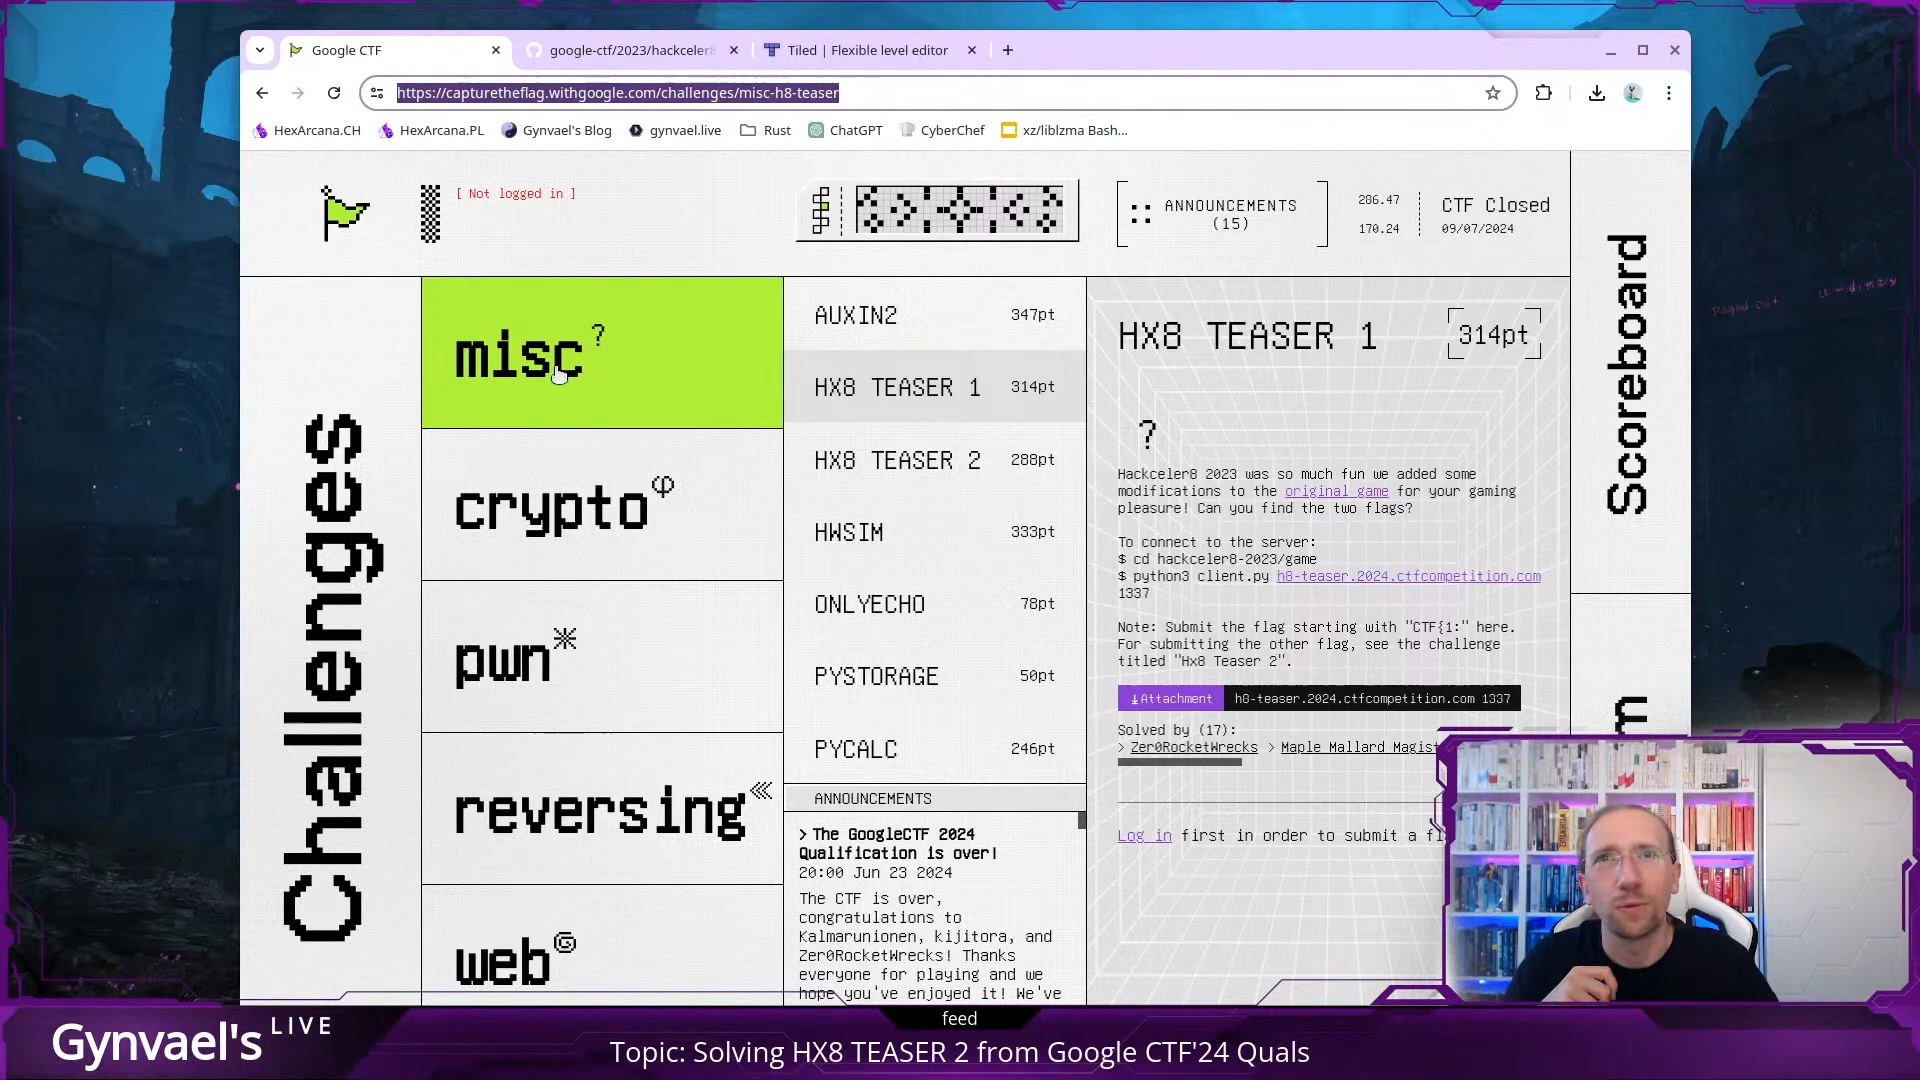 Google CTF
google-ctf/2023/hackceler8
Tiled | Flexible level editor
https://capturetheflag.withgoogle.com/challenges/misc-h8-teaser
HexArcana.CH
HexArcana.PL
Gynvael's Blog
gynvael.live
Rust
ChatGPT
CyberChef
xz/liblzma Bash...
[ Not logged in ]
ANNOUNCEMENTS
(15)
286.47
170.24
CTF Closed
09/07/2024
Scoreboard
Challenges
misc?
crypto
pwn
reversing
web
AUXIN2 347pt
HX8 TEASER 1 314pt
HX8 TEASER 2 288pt
HWSIM 333pt
ONLYECHO 78pt
PYSTORAGE 50pt
PYCALC 246pt
ANNOUNCEMENTS
> The GoogleCTF 2024
Qualification is over!
20:00 Jun 23 2024
The CTF is over,
congratulations to
Kalmarunionen, kijitora, and
Zer0RocketWrecks! Thanks
everyone for playing and we
hope you've enjoyed it! We've
HX8 TEASER 1
314pt
?
Hackceler8 2023 was so much fun we added some
modifications to the original game for your gaming
pleasure! Can you find the two flags?
To connect to the server:
$ cd hackceler8-2023/game
$ python3 client.py h8-teaser.2024.ctfcompetition.com
1337
Note: Submit the flag starting with "CTF{1:" here.
For submitting the other flag, see the challenge
titled "Hx8 Teaser 2".
Attachment
h8-teaser.2024.ctfcompetition.com 1337
Solved by (17):
> Zer0RocketWrecks > Maple Mallard Magist
Log in first in order to submit a fl
m
Gynvael's LIVE
feed
Topic: Solving HX8 TEASER 2 from Google CTF'24 Quals